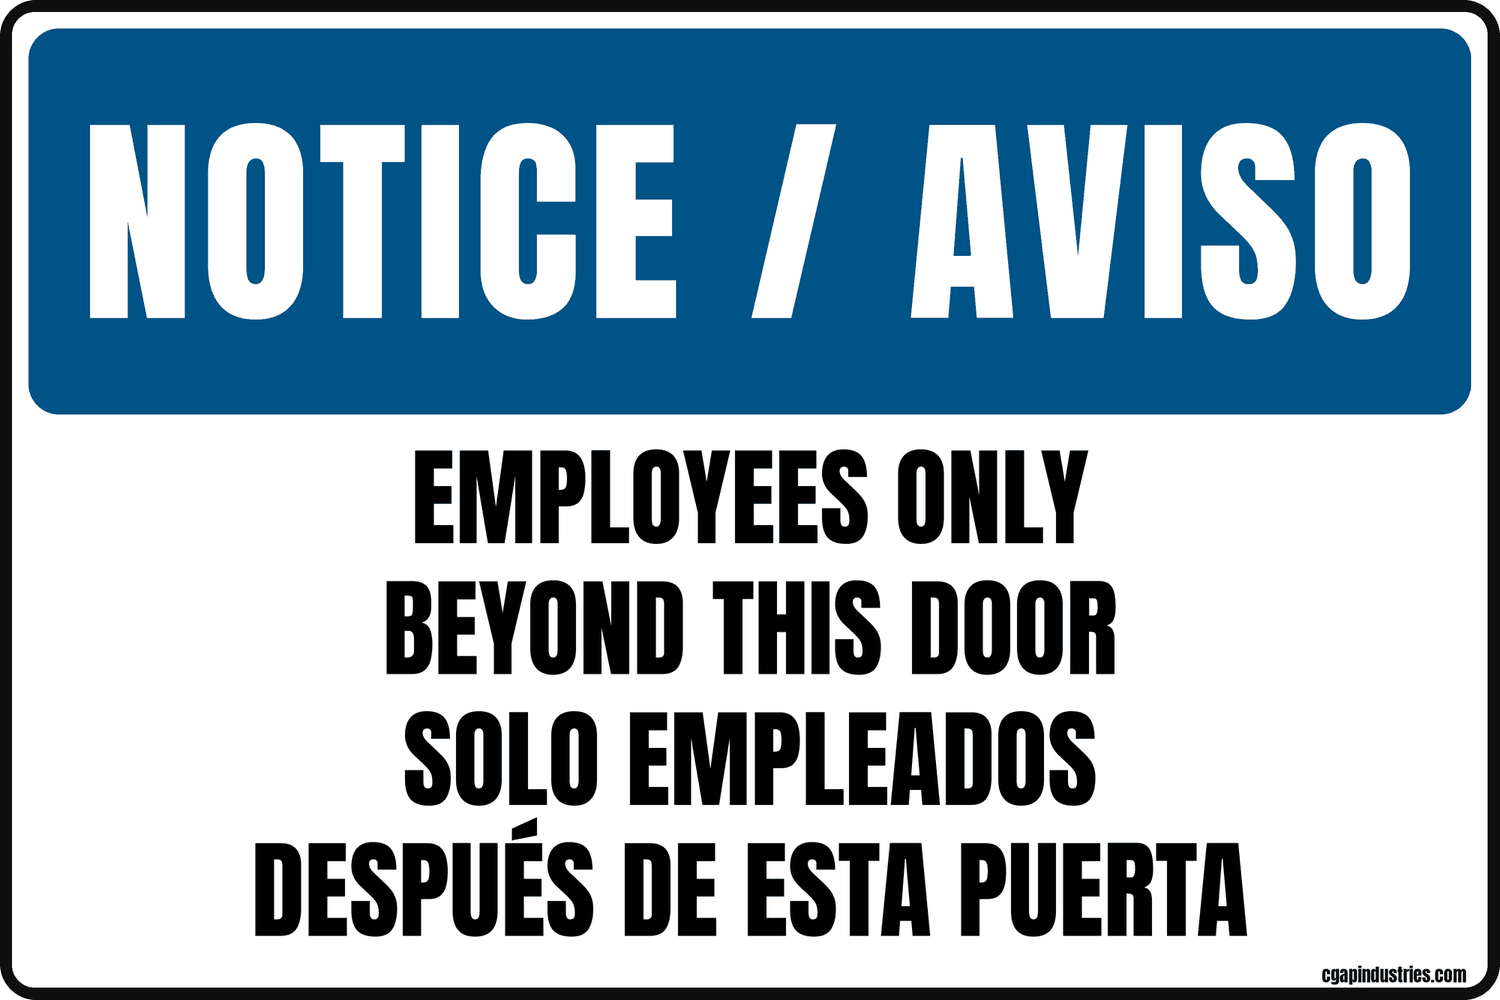 NOTICE / AVISO
EMPLOYEES ONLY
BEYOND THIS DOOR
SOLO EMPLEADOS
DESPUÉS DE ESTA PUERTA
cgapindustries.com